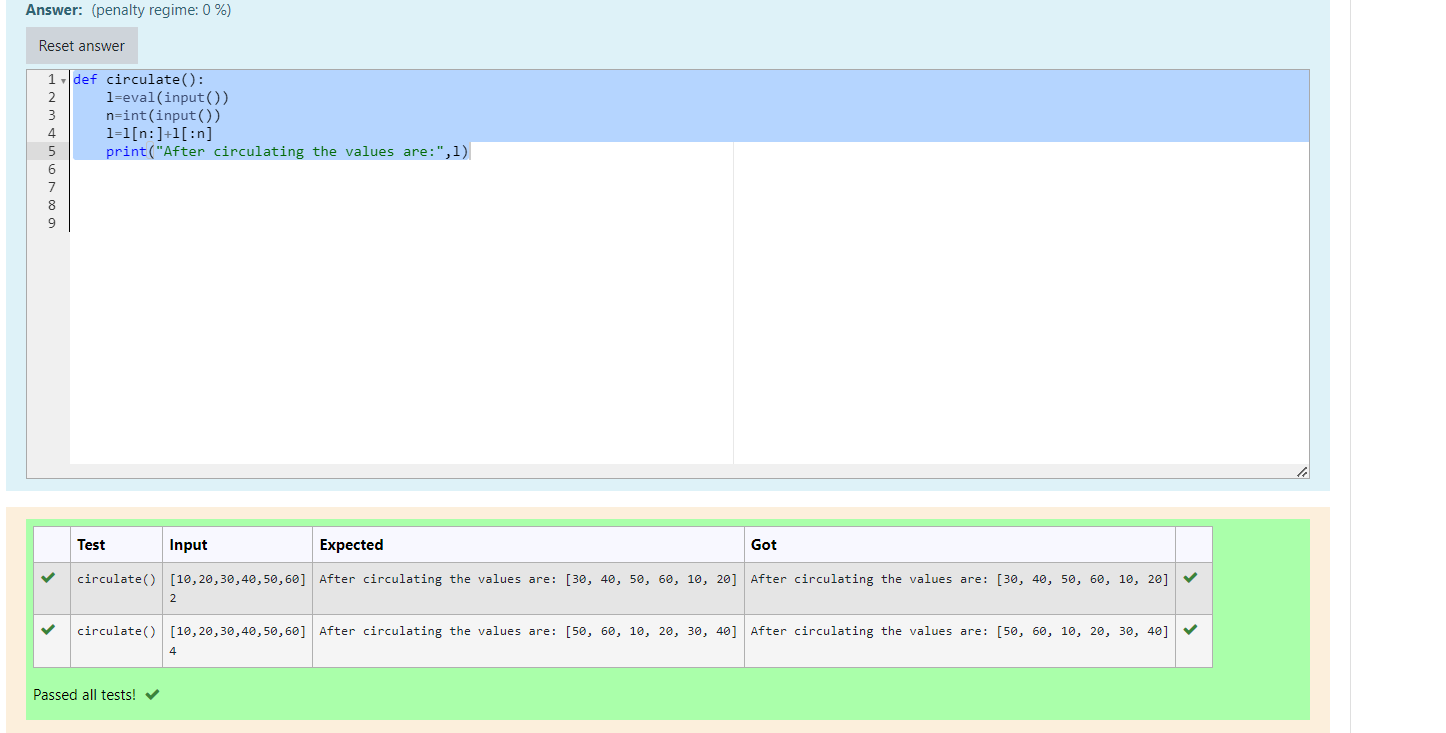 Answer: (penalty regime: 0 %)
Reset answer
1 def circulate():
2     l=eval(input())
3     n=int(input())
4     l=l[n:]+l[:n]
5     print("After circulating the values are:",l)
6
7
8
9
Test Input Expected Got
circulate() [10,20,30,40,50,60] After circulating the values are: [30, 40, 50, 60, 10, 20] After circulating the values are: [30, 40, 50, 60, 10, 20]
2
circulate() [10,20,30,40,50,60] After circulating the values are: [50, 60, 10, 20, 30, 40] After circulating the values are: [50, 60, 10, 20, 30, 40]
4
Passed all tests!